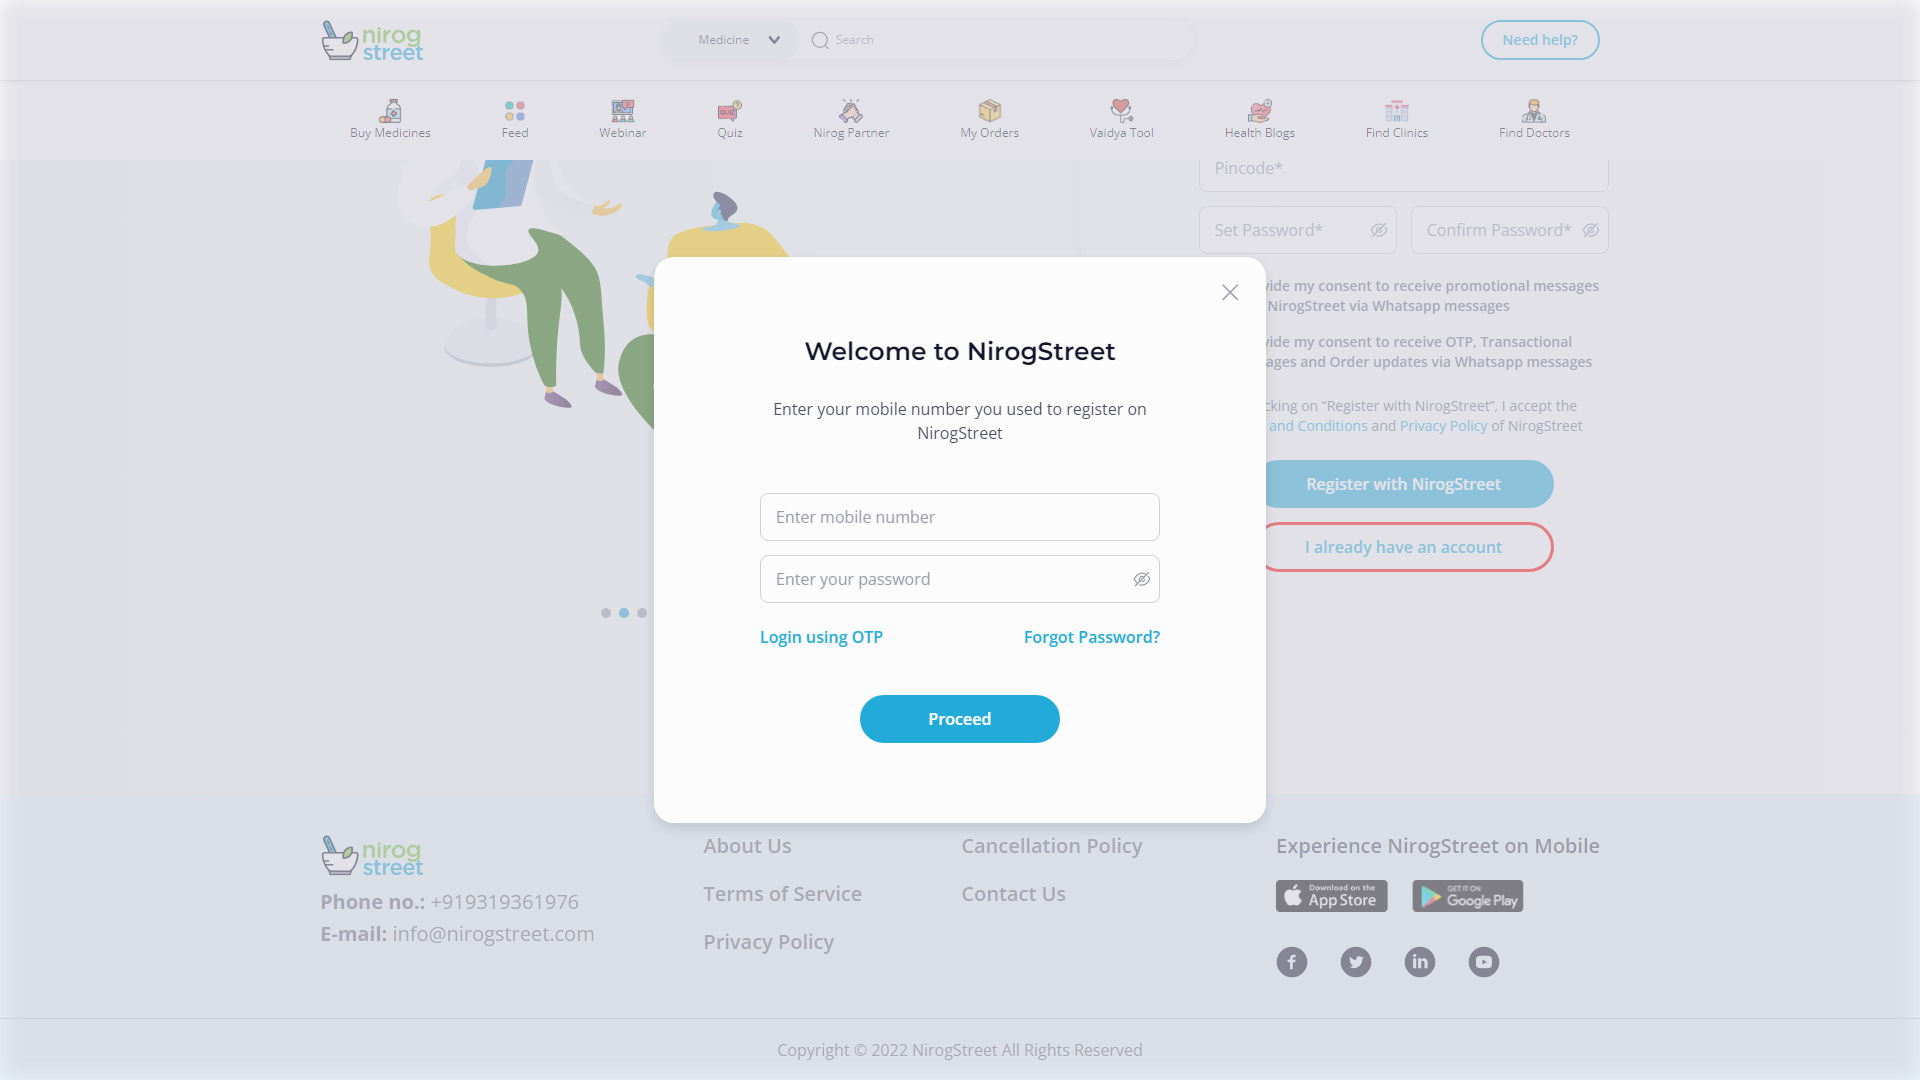 nirog
street
Medicine
Search
Need help?
Buy Medicines
Feed
Webinar
QUIZ
Quiz
Nirog Partner
My Orders
Vaidya Tool
Health Blogs
Find Clinics
Find Doctors
Pincode*
Set Password*
Confirm Password*
vide my consent to receive promotional messages
NirogStreet via Whatsapp messages
vide my consent to receive OTP, Transactional
ages and Order updates via Whatsapp messages
cking on “Register with NirogStreet”, I accept the
and Conditions and Privacy Policy of NirogStreet
Register with NirogStreet
I already have an account
Welcome to NirogStreet
Enter your mobile number you used to register on
NirogStreet
Enter mobile number
Enter your password
Login using OTP
Forgot Password?
Proceed
nirog
street
Phone no.: +919319361976
E-mail: info@nirogstreet.com
About Us
Terms of Service
Privacy Policy
Cancellation Policy
Contact Us
Experience NirogStreet on Mobile
Download on the
App Store
GET IT ON
Google Play
Copyright © 2022 NirogStreet All Rights Reserved